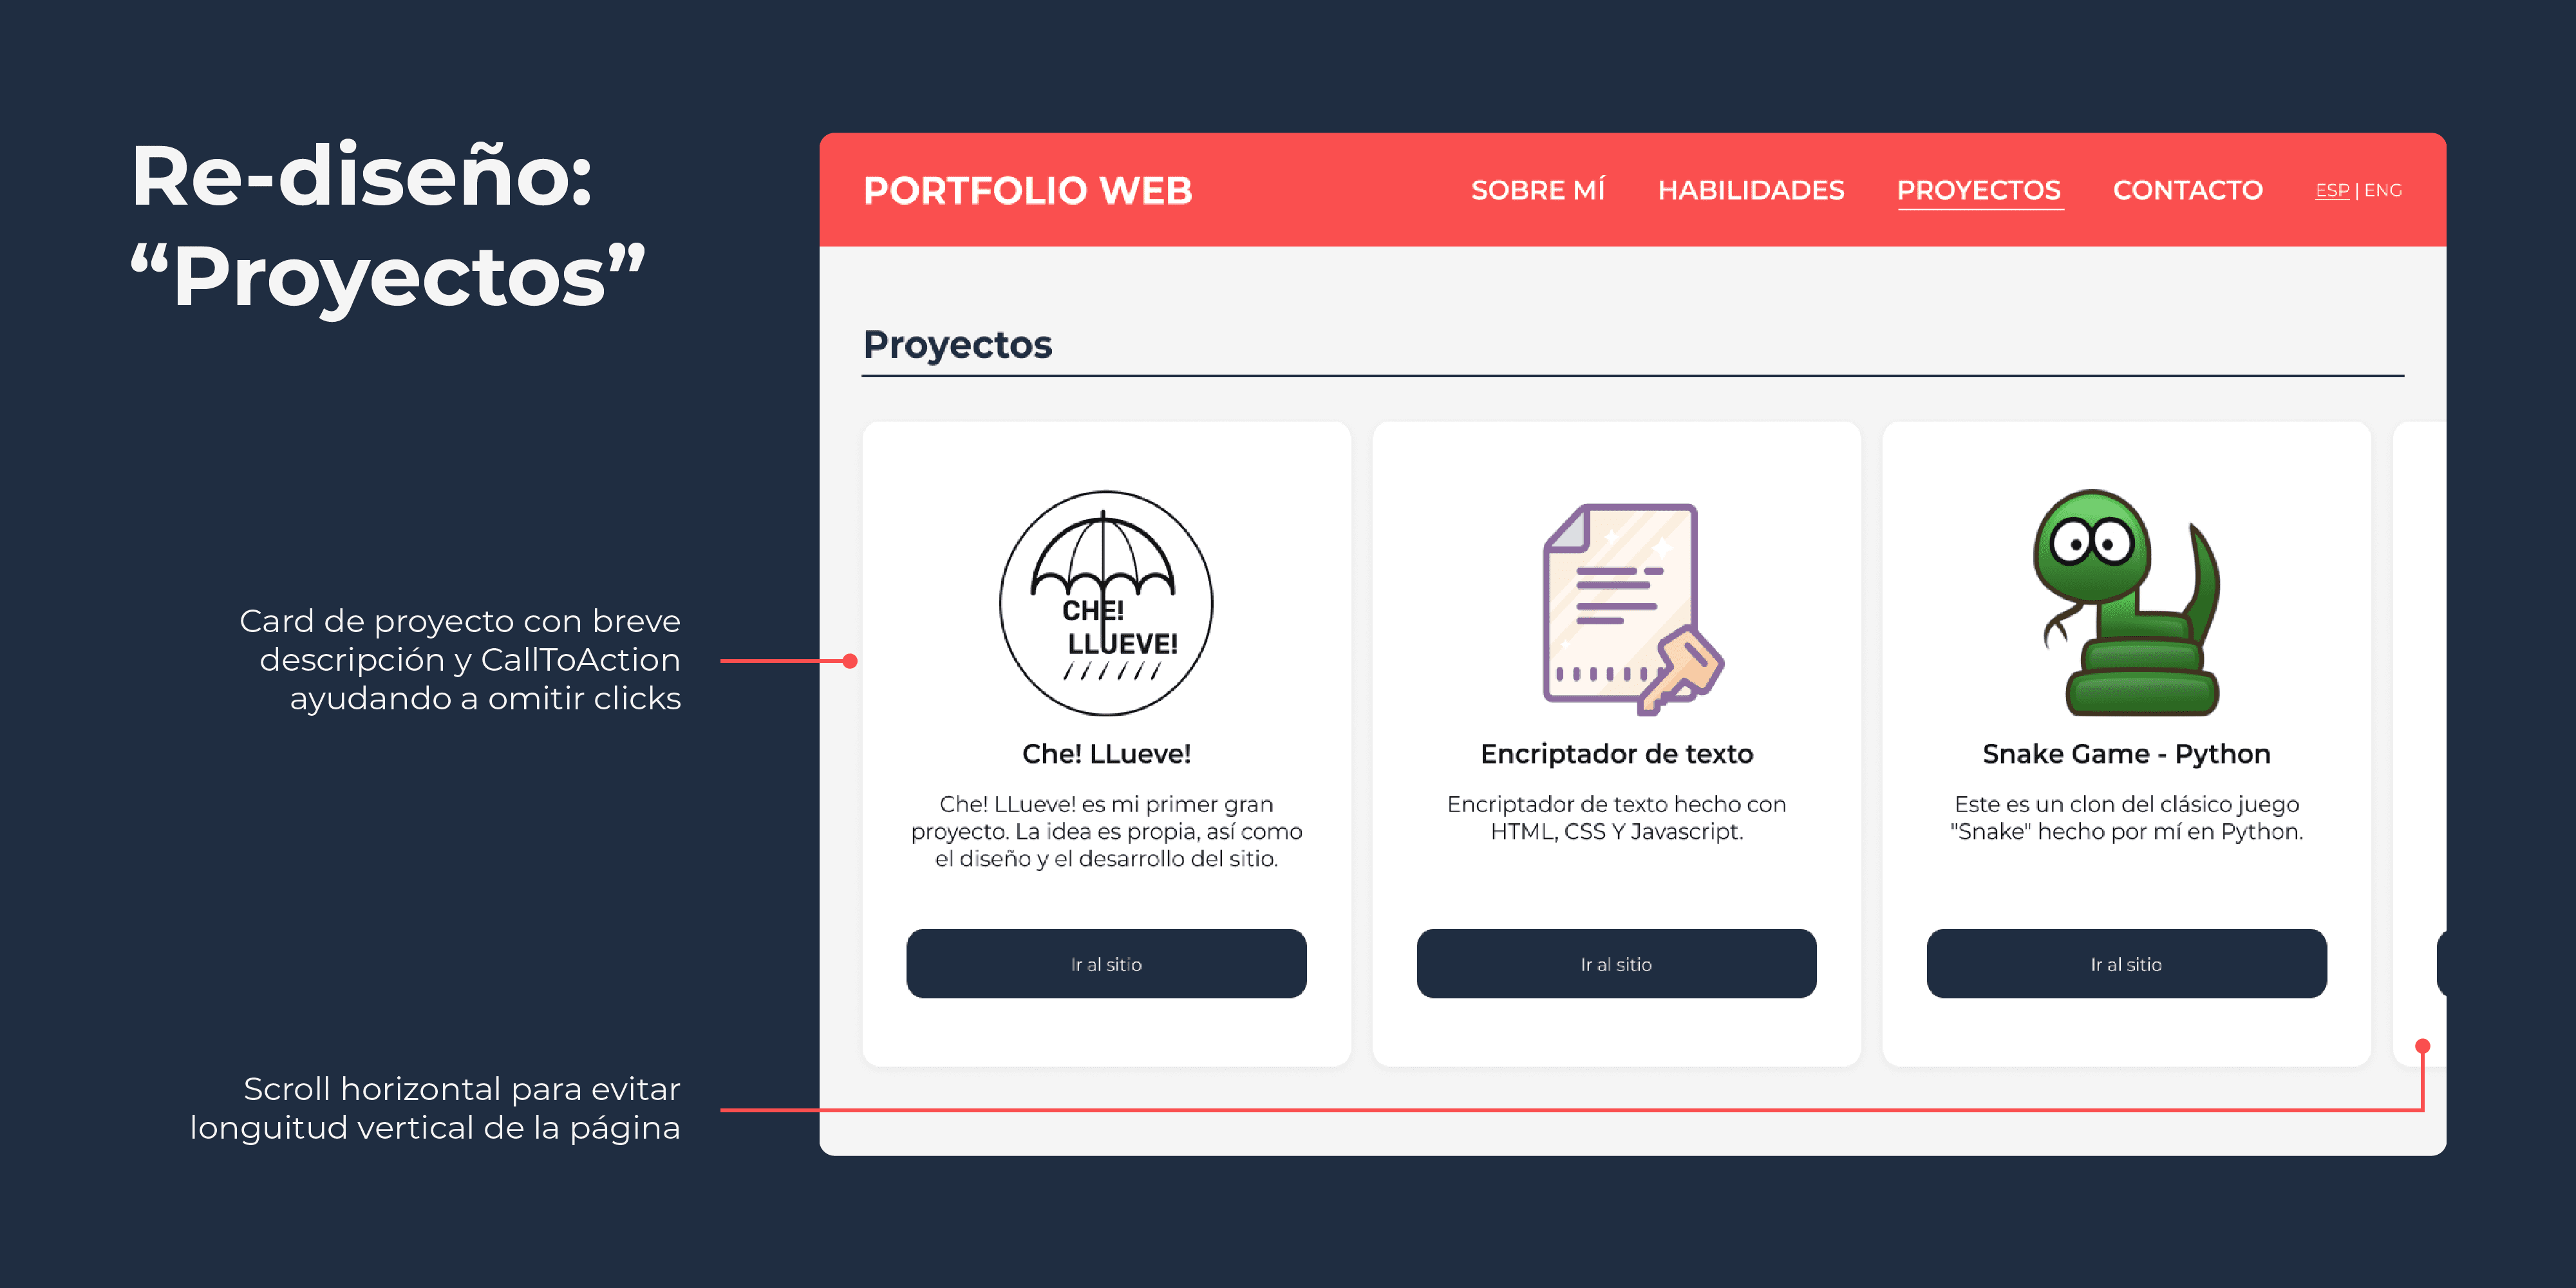 Re-diseño:
“Proyectos”
Card de proyecto con breve
descripción y CallToAction
ayudando a omitir clicks
Scroll horizontal para evitar
longuitud vertical de la página
PORTFOLIO WEB
SOBRE MÍ
HABILIDADES
PROYECTOS
CONTACTO
ESP | ENG
Proyectos
CHE!
LLUEVE!
Che! LLueve!
Che! LLueve! es mi primer gran
proyecto. La idea es propia, así como
el diseño y el desarrollo del sitio.
Ir al sitio
Encriptador de texto
Encriptador de texto hecho con
HTML, CSS Y Javascript.
Ir al sitio
Snake Game - Python
Este es un clon del clásico juego
"Snake" hecho por mí en Python.
Ir al sitio